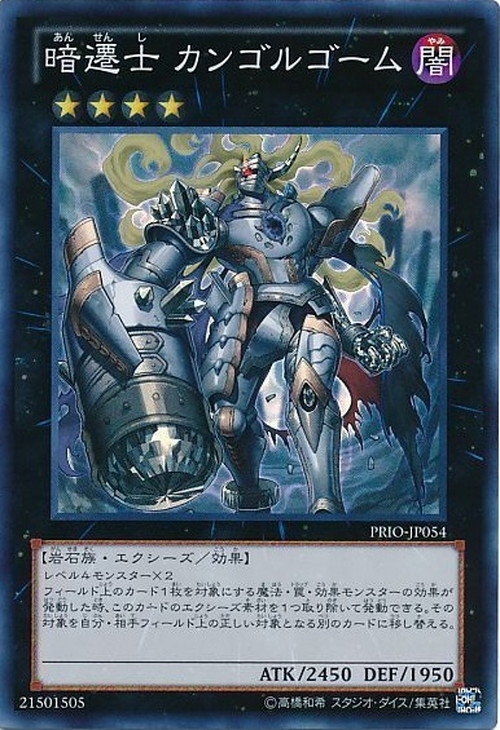 暗遷士 カンゴルゴーム 闇
PRIO-JP054
【岩石族・エクシーズ/効果】
レベル4モンスター×2
フィールド上のカード1枚を対象にする魔法・罠・効果モンスターの効果が
発動した時、このカードのエクシーズ素材を1つ取り除いて発動できる。その
対象を自分・相手フィールド上の正しい対象となる別のカードに移し替える。
ATK/2450 DEF/1950
21501505 ©高橋和希 スタジオ・ダイス/集英社